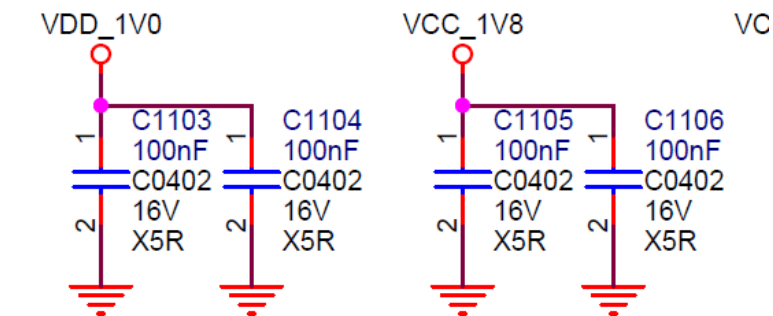 VDD_1V0
VCC_1V8
VC
1
C1103
100nF
C0402
16V
X5R
2
1
C1104
100nF
C0402
16V
X5R
2
1
C1105
100nF
C0402
16V
X5R
2
1
C1106
100nF
C0402
16V
X5R
2